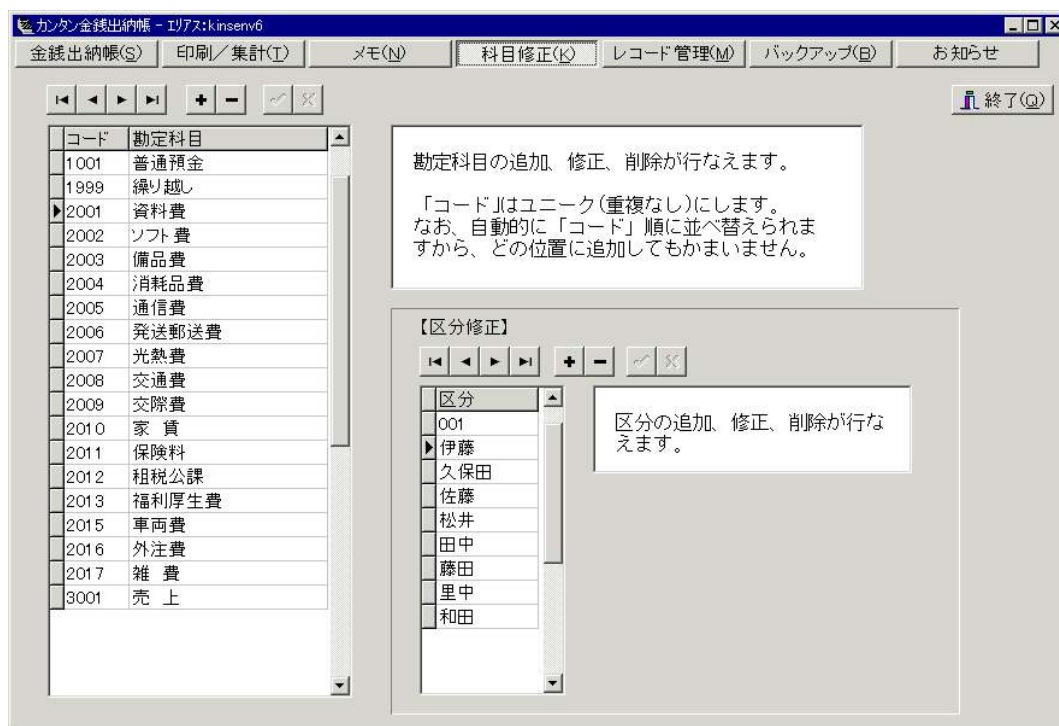 カンタン金銭出納帳 - エリアス:kinsenv6
金銭出納帳(S) 印刷／集計(T) メモ(N) 科目修正(K) レコード管理(M) バックアップ(B) お知らせ
終了(Q)
コード 勘定科目
1001 普通預金
1999 繰り越し
2001 資料費
2002 ソフト費
2003 備品費
2004 消耗品費
2005 通信費
2006 発送郵送費
2007 光熱費
2008 交通費
2009 交際費
2010 家 賃
2011 保険料
2012 租税公課
2013 福利厚生費
2015 車両費
2016 外注費
2017 雑 費
3001 売 上
勘定科目の追加、修正、削除が行なえます。
「コード」はユニーク(重複なし)にします。
なお、自動的に「コード」順に並べ替えられま
すから、どの位置に追加してもかまいません。
【区分修正】
区分
001
伊藤
久保田
佐藤
松井
田中
藤田
里中
和田
区分の追加、修正、削除が行な
えます。